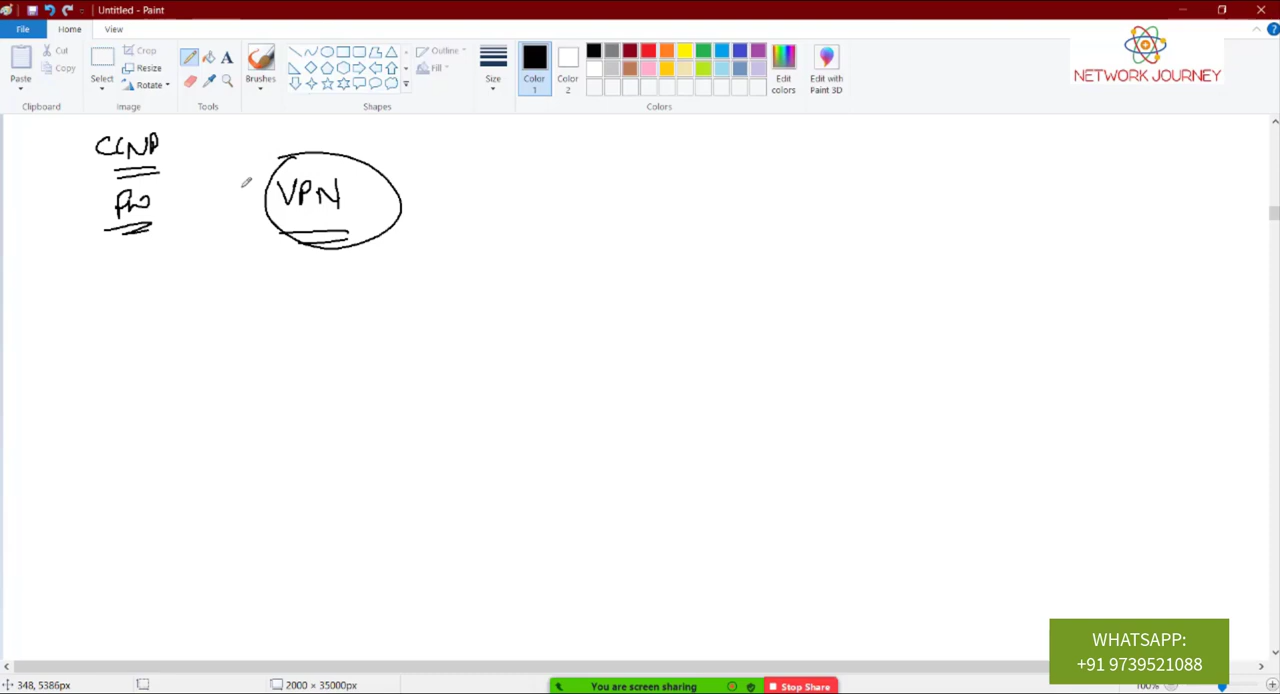 Untitled - Paint
File Home View
Paste
Cut
Copy
Clipboard
Select
Crop
Resize
Rotate
Image
Tools
Brushes
Shapes
Outline
Fill
Size
Color 1
Color 2
Edit colors
Edit with Paint 3D
Colors
NETWORK JOURNEY
CCNP
VPN
WHATSAPP:
+91 9739521088
348, 5386px
2000 × 35000px
You are screen sharing
Stop Share
100%